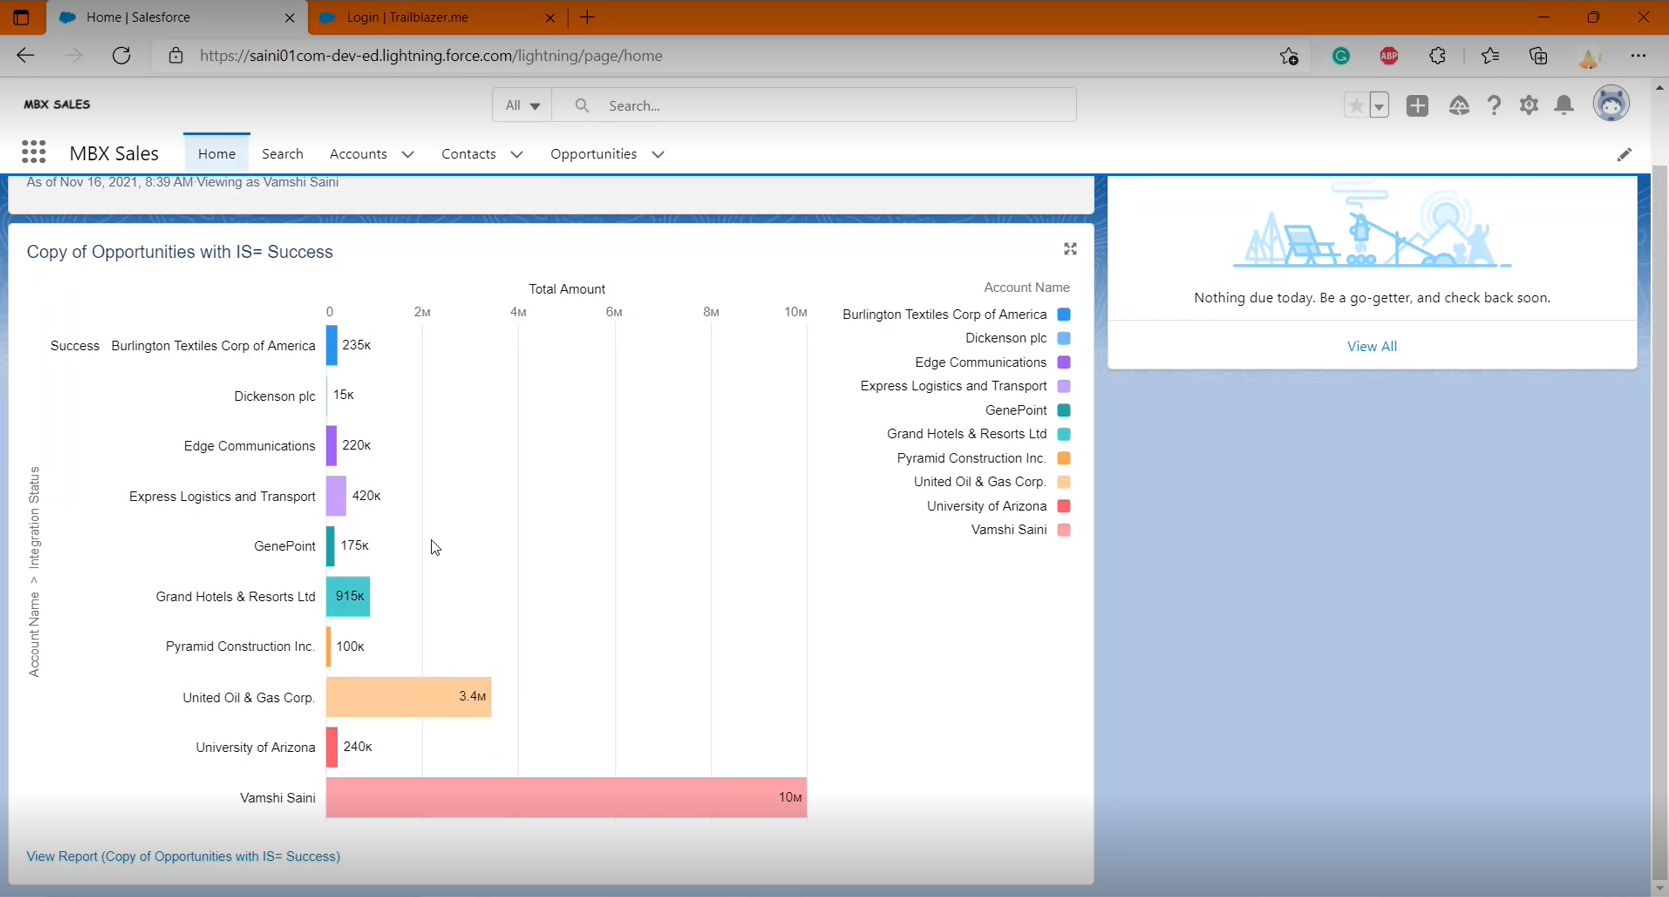 Home | Salesforce
Login | Trailblazer.me
https://saini01com-dev-ed.lightning.force.com/lightning/page/home
ABP
MBX SALES
All
Search...
MBX Sales
Home
Search
Accounts
Contacts
Opportunities
As of Nov 16, 2021, 8:39 AM·Viewing as Vamshi Saini
Copy of Opportunities with IS= Success
Total Amount
0 2M 4M 6M 8M 10M
Account Name > Integration Status
Success Burlington Textiles Corp of America 235K
Dickenson plc 15K
Edge Communications 220K
Express Logistics and Transport 420K
GenePoint 175K
Grand Hotels & Resorts Ltd 915K
Pyramid Construction Inc. 100K
United Oil & Gas Corp. 3.4M
University of Arizona 240K
Vamshi Saini 10M
Account Name
Burlington Textiles Corp of America
Dickenson plc
Edge Communications
Express Logistics and Transport
GenePoint
Grand Hotels & Resorts Ltd
Pyramid Construction Inc.
United Oil & Gas Corp.
University of Arizona
Vamshi Saini
View Report (Copy of Opportunities with IS= Success)
Nothing due today. Be a go-getter, and check back soon.
View All